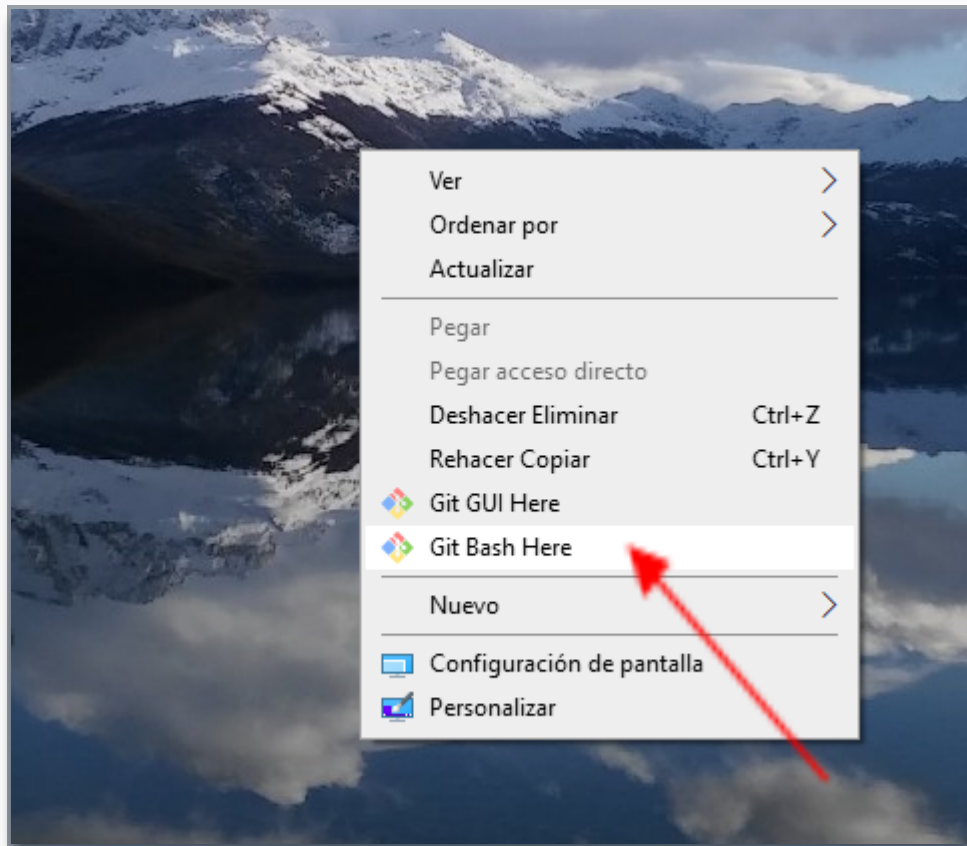 Ver
Ordenar por
Actualizar
Pegar
Pegar acceso directo
Deshacer Eliminar Ctrl+Z
Rehacer Copiar Ctrl+Y
Git GUI Here
Git Bash Here
Nuevo
Configuración de pantalla
Personalizar